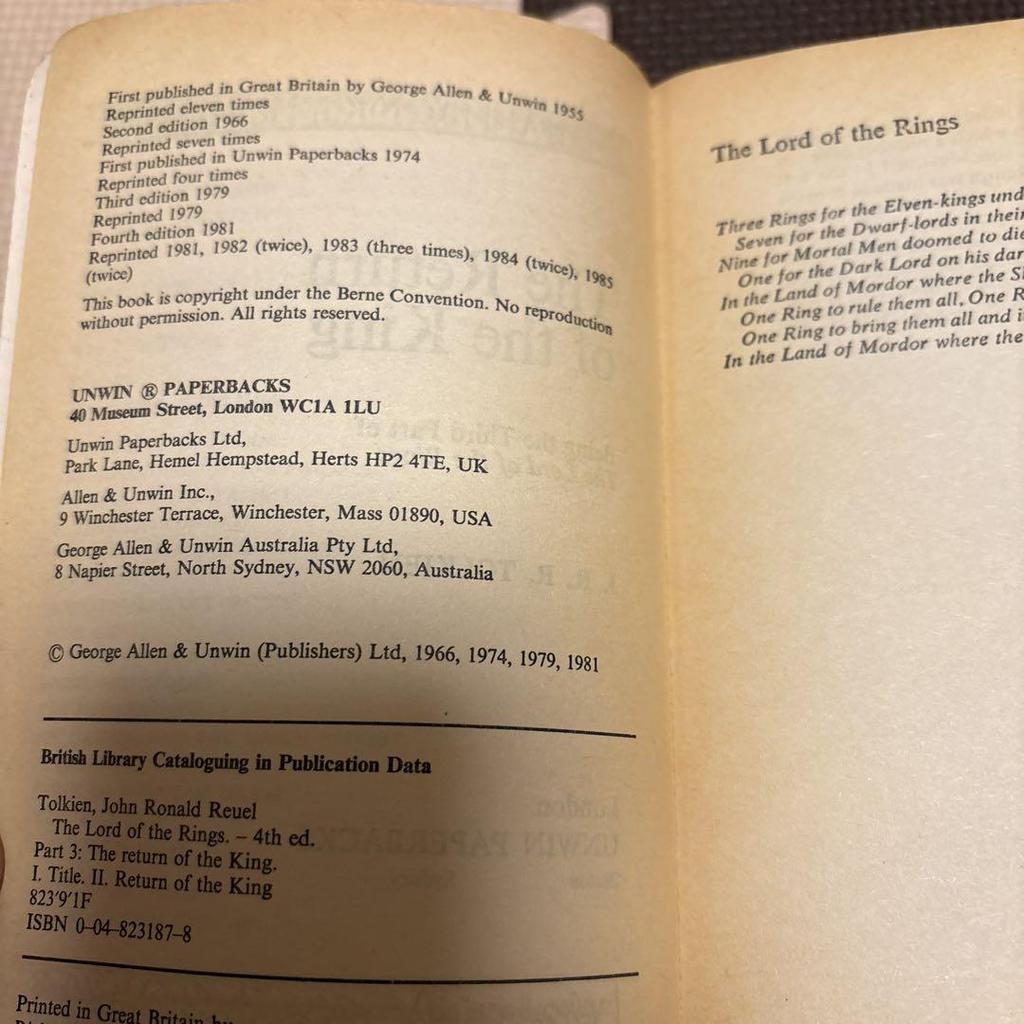 First published in Great Britain by George Allen & Unwin 1955
Reprinted eleven times
Second edition 1966
Reprinted seven times
First published in Unwin Paperbacks 1974
Reprinted four times
Third edition 1979
Reprinted 1979
Fourth edition 1981
Reprinted 1981, 1982 (twice), 1983 (three times), 1984 (twice), 1985
(twice)
This book is copyright under the Berne Convention. No reproduction
without permission. All rights reserved.
UNWIN ® PAPERBACKS
40 Museum Street, London WC1A 1LU
Unwin Paperbacks Ltd,
Park Lane, Hemel Hempstead, Herts HP2 4TE, UK
Allen & Unwin Inc.,
9 Winchester Terrace, Winchester, Mass 01890, USA
George Allen & Unwin Australia Pty Ltd,
8 Napier Street, North Sydney, NSW 2060, Australia
© George Allen & Unwin (Publishers) Ltd, 1966, 1974, 1979, 1981
British Library Cataloguing in Publication Data
Tolkien, John Ronald Reuel
The Lord of the Rings. – 4th ed.
Part 3: The return of the King.
I. Title. II. Return of the King
823'9'1F
ISBN 0–04–823187–8
Printed in Great Britain by
The Lord of the Rings
Three Rings for the Elven-kings und
Seven for the Dwarf-lords in their
Nine for Mortal Men doomed to die
One for the Dark Lord on his dar
In the Land of Mordor where the S
One Ring to rule them all, One R
One Ring to bring them all and i
In the Land of Mordor where the